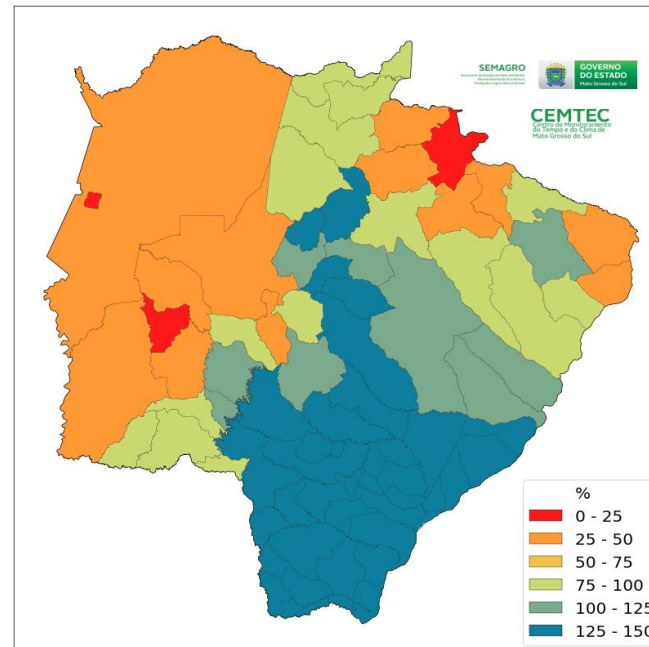 SEMAGRO
GOVERNO
DO ESTADO
Mato Grosso do Sul
CEMTEC
Centro de Monitoramento
do Tempo e do Clima de
Mato Grosso do Sul
%
0 - 25
25 - 50
50 - 75
75 - 100
100 - 125
125 - 150